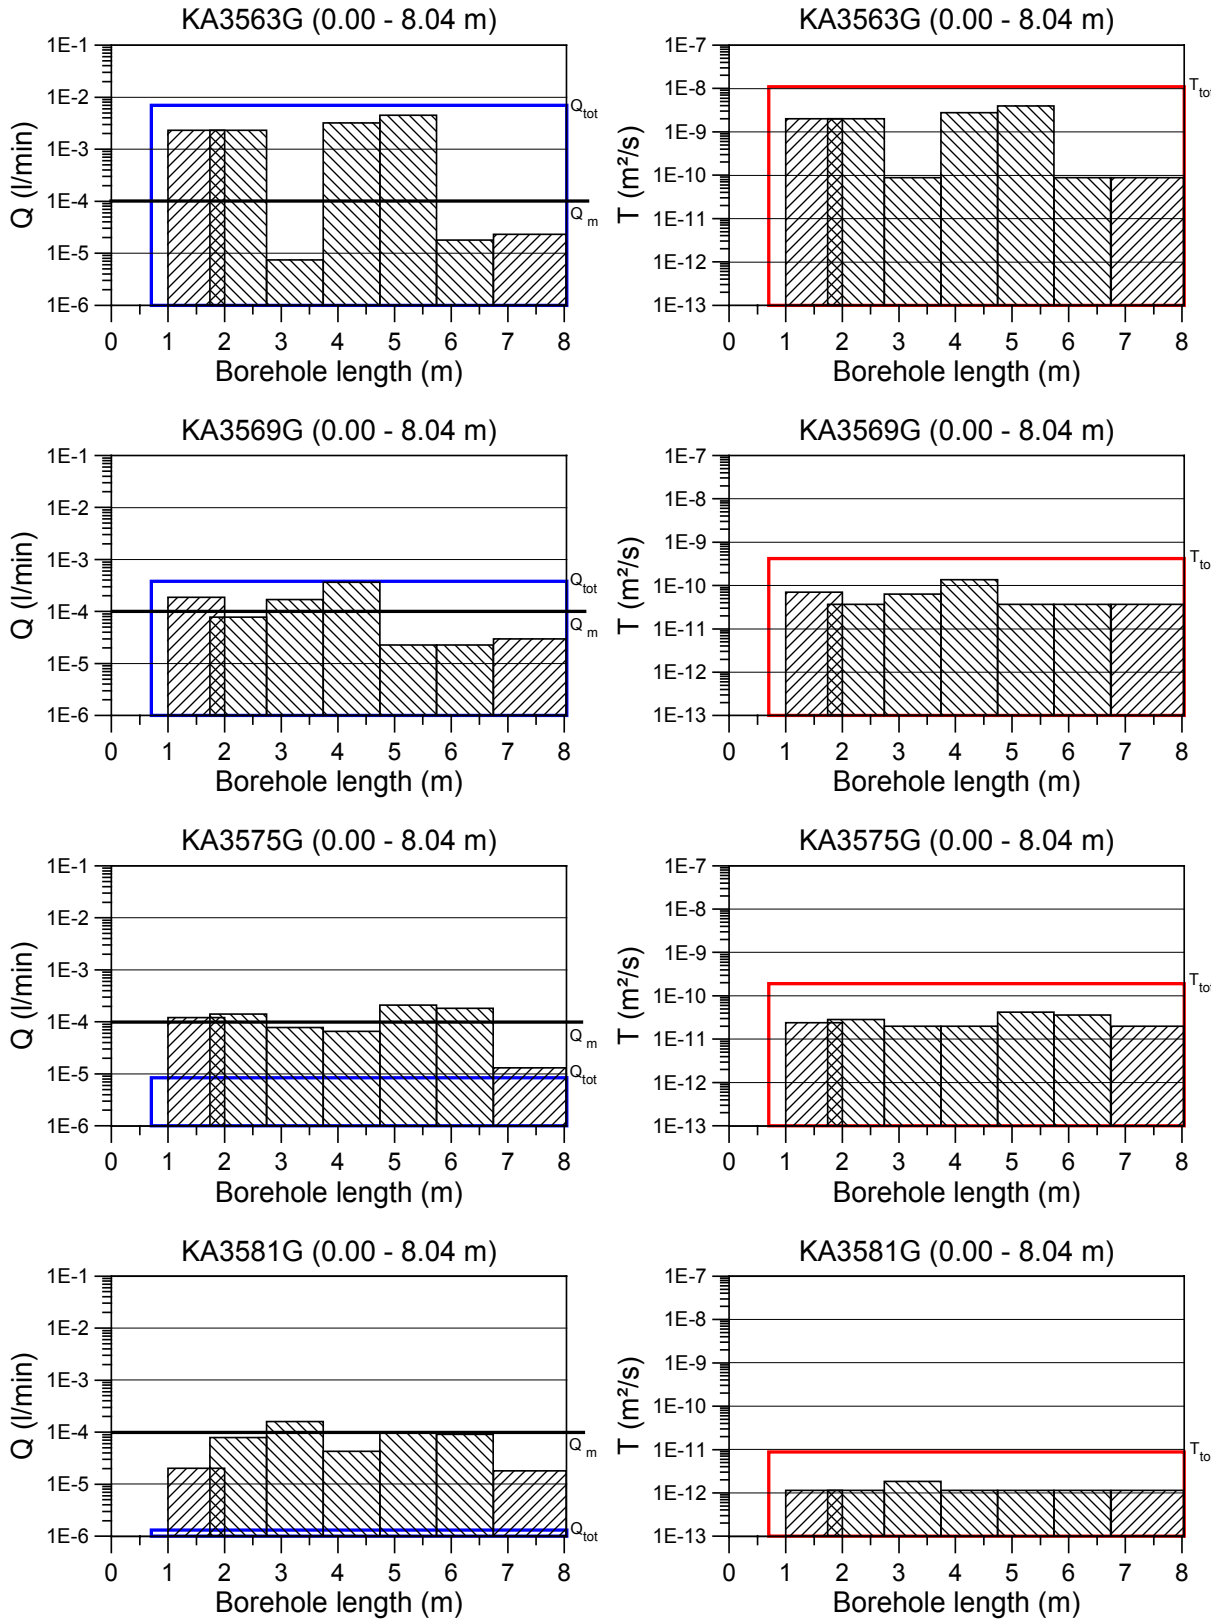 KA3563G (0.00 - 8.04 m)
Q (l/min)
1E-1
1E-2
1E-3
1E-4
1E-5
1E-6
Qtot
Qm
0 1 2 3 4 5 6 7 8
Borehole length (m)
KA3563G (0.00 - 8.04 m)
T (m²/s)
1E-7
1E-8
1E-9
1E-10
1E-11
1E-12
1E-13
Ttot
0 1 2 3 4 5 6 7 8
Borehole length (m)
KA3569G (0.00 - 8.04 m)
Q (l/min)
1E-1
1E-2
1E-3
1E-4
1E-5
1E-6
Qtot
Qm
0 1 2 3 4 5 6 7 8
Borehole length (m)
KA3569G (0.00 - 8.04 m)
T (m²/s)
1E-7
1E-8
1E-9
1E-10
1E-11
1E-12
1E-13
Tto
0 1 2 3 4 5 6 7 8
Borehole length (m)
KA3575G (0.00 - 8.04 m)
Q (l/min)
1E-1
1E-2
1E-3
1E-4
1E-5
1E-6
Qm
Qtot
0 1 2 3 4 5 6 7 8
Borehole length (m)
KA3575G (0.00 - 8.04 m)
T (m²/s)
1E-7
1E-8
1E-9
1E-10
1E-11
1E-12
1E-13
Ttot
0 1 2 3 4 5 6 7 8
Borehole length (m)
KA3581G (0.00 - 8.04 m)
Q (l/min)
1E-1
1E-2
1E-3
1E-4
1E-5
1E-6
Qm
Qtot
0 1 2 3 4 5 6 7 8
Borehole length (m)
KA3581G (0.00 - 8.04 m)
T (m²/s)
1E-7
1E-8
1E-9
1E-10
1E-11
1E-12
1E-13
Tto
0 1 2 3 4 5 6 7 8
Borehole length (m)